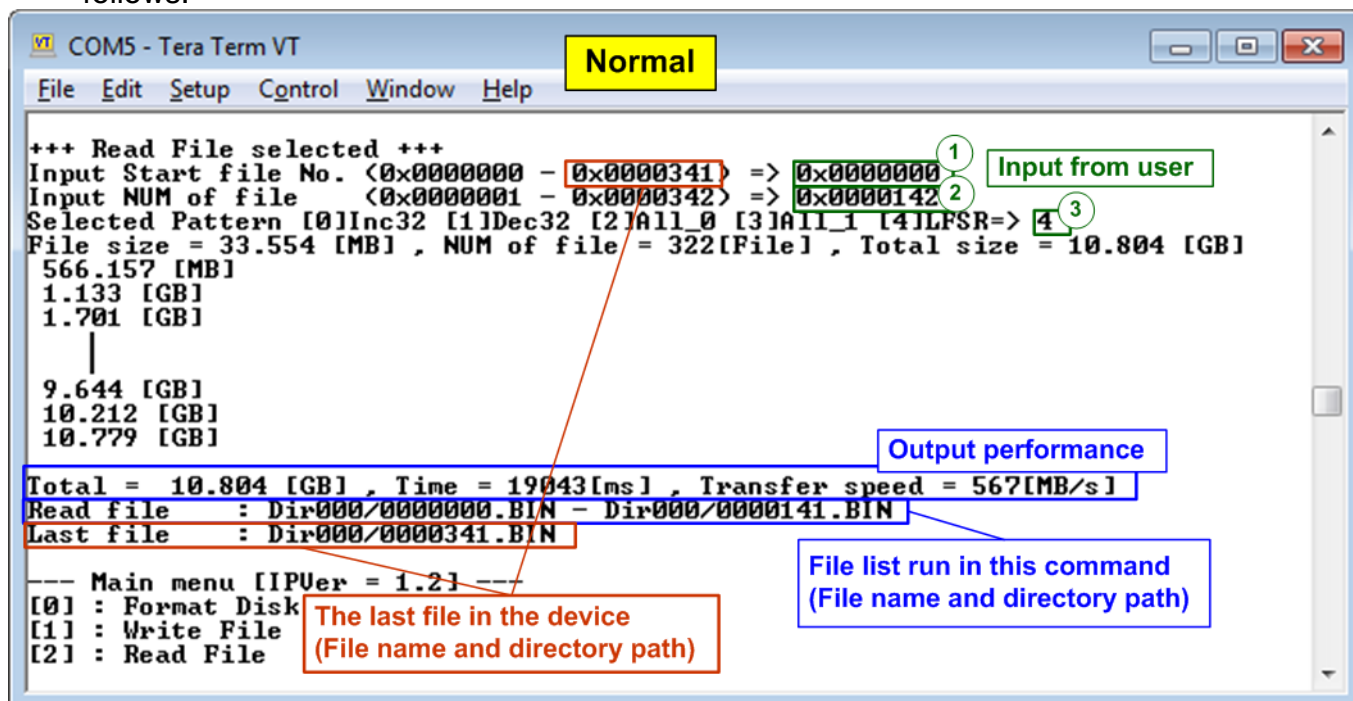 follows:
COM5 - Tera Term VT
Normal
File Edit Setup Control Window Help
+++ Read File selected +++
Input Start file No. (0x0000000 - 0x0000341) => 0x0000000 1 Input from user
Input NUM of file (0x0000001 - 0x0000342) => 0x0000142 2
Selected Pattern [0]Inc32 [1]Dec32 [2]All_0 [3]All_1 [4]LFSR=> 4 3
File size = 33.554 [MB] , NUM of file = 322[File] , Total size = 10.804 [GB]
566.157 [MB]
1.133 [GB]
1.701 [GB]
9.644 [GB]
10.212 [GB]
10.779 [GB]
Output performance
Total = 10.804 [GB] , Time = 19043[ms] , Transfer speed = 567[MB/s]
Read file : Dir000/0000000.BIN - Dir000/0000141.BIN
Last file : Dir000/0000341.BIN
File list run in this command
(File name and directory path)
--- Main menu [IPVer = 1.2] ---
[0] : Format Disk
[1] : Write File
[2] : Read File
The last file in the device
(File name and directory path)